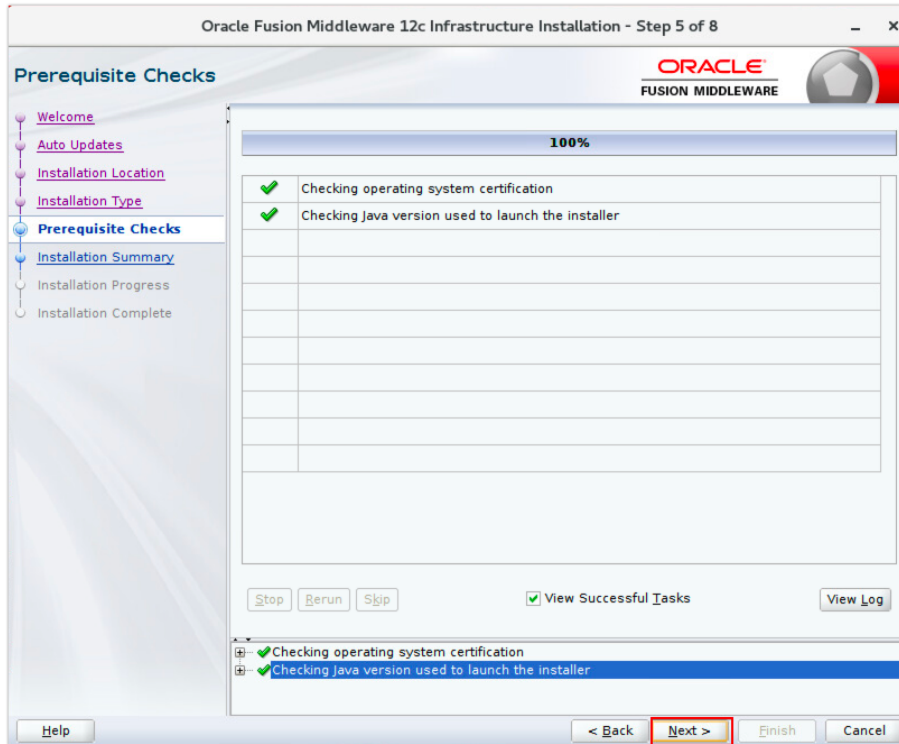 Oracle Fusion Middleware 12c Infrastructure Installation - Step 5 of 8
Prerequisite Checks
ORACLE
FUSION MIDDLEWARE
Welcome
Auto Updates
Installation Location
Installation Type
Prerequisite Checks
Installation Summary
Installation Progress
Installation Complete
100%
Checking operating system certification
Checking Java version used to launch the installer
Stop Rerun Skip View Successful Tasks View Log
Checking operating system certification
Checking Java version used to launch the installer
Help < Back Next > Finish Cancel